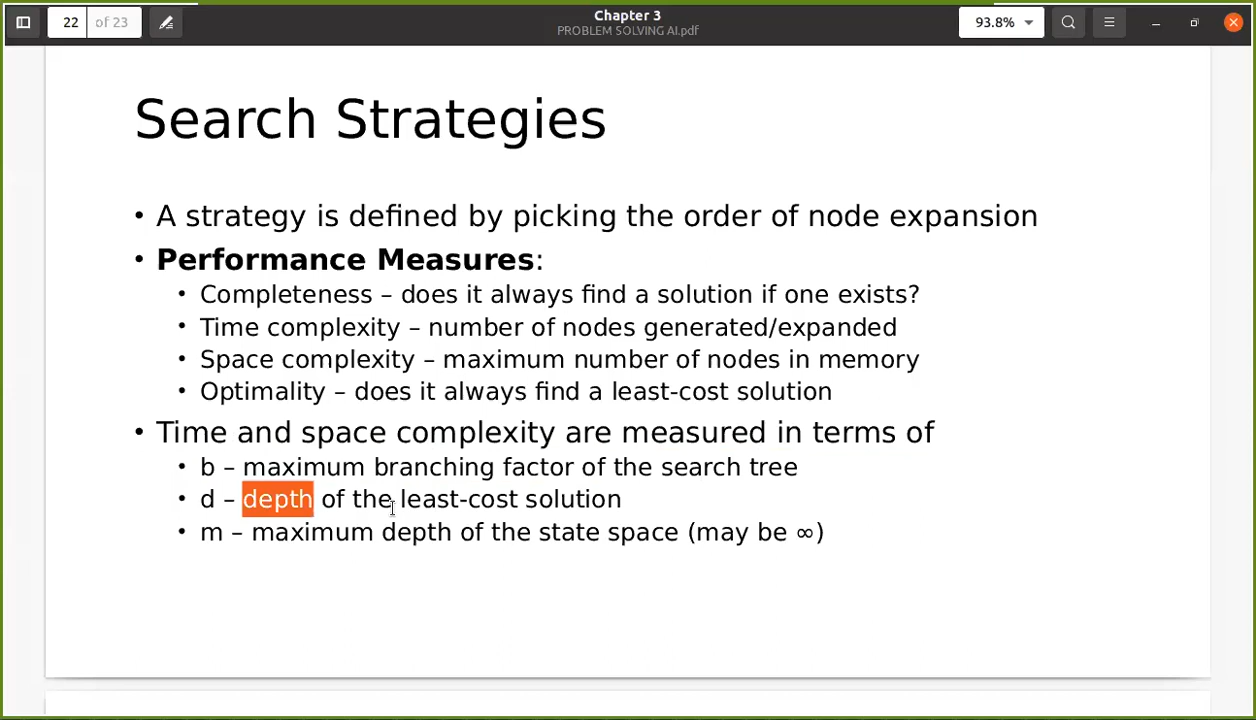 22 of 23
Chapter 3
PROBLEM SOLVING AI.pdf
93.8%
Search Strategies
• A strategy is defined by picking the order of node expansion
• Performance Measures:
• Completeness – does it always find a solution if one exists?
• Time complexity – number of nodes generated/expanded
• Space complexity – maximum number of nodes in memory
• Optimality – does it always find a least-cost solution
• Time and space complexity are measured in terms of
• b – maximum branching factor of the search tree
• d – depth of the least-cost solution
• m – maximum depth of the state space (may be ∞)